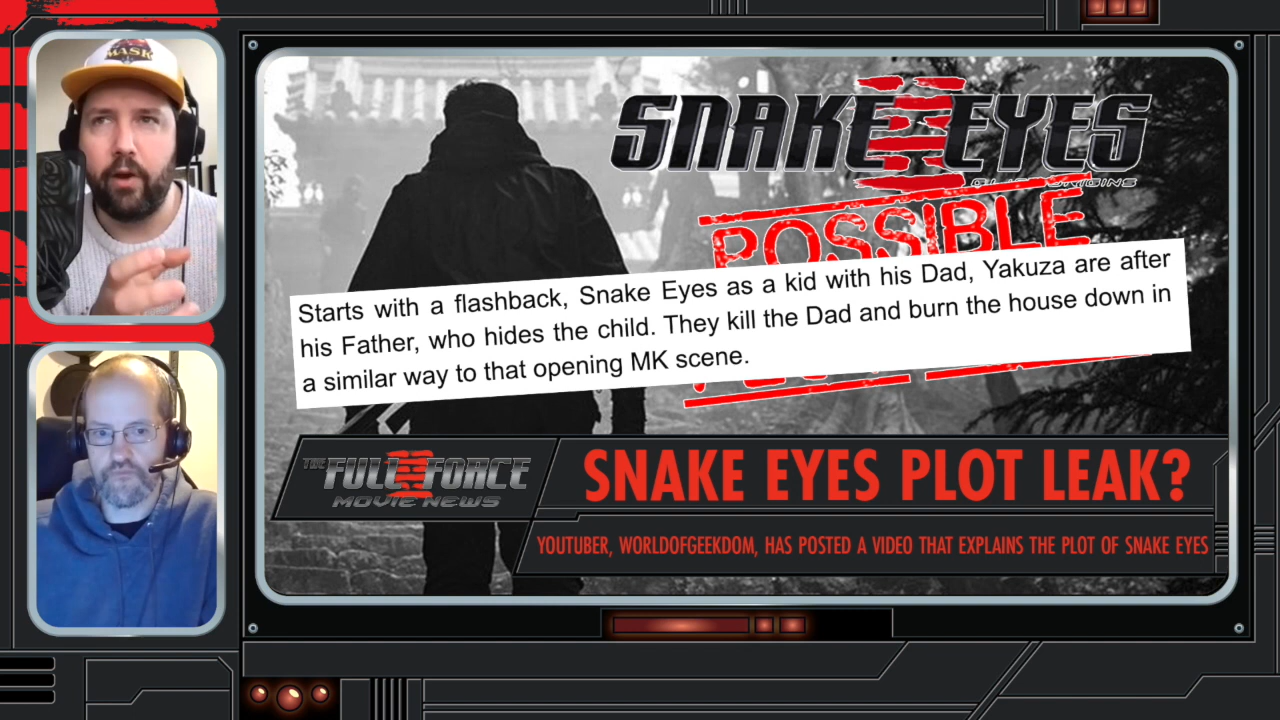 MASK
SNAKE EYES
G.I. JOE ORIGINS
POSSIBLE
Starts with a flashback, Snake Eyes as a kid with his Dad, Yakuza are after
his Father, who hides the child. They kill the Dad and burn the house down in
a similar way to that opening MK scene.
THE FULL FORCE
MOVIE NEWS
SNAKE EYES PLOT LEAK?
YOUTUBER, WORLDOFGEEKDOM, HAS POSTED A VIDEO THAT EXPLAINS THE PLOT OF SNAKE EYES